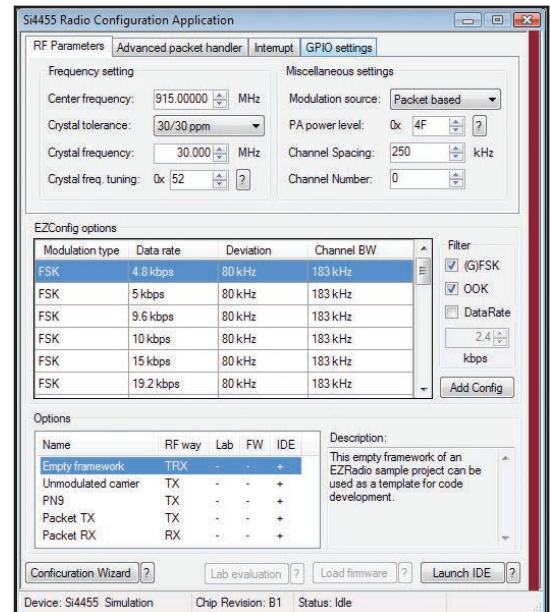 Si4455 Radio Configuration Application
RF Parameters Advanced packet handler Interrupt GPIO settings
Frequency setting Miscellaneous settings
Center frequency: 915.00000 MHz Modulation source: Packet based
Crystal tolerance: 30/30 ppm PA power level: 0x 4F ?
Crystal frequency: 30.000 MHz Channel Spacing: 250 kHz
Crystal freq. tuning: 0x 52 ? Channel Number: 0
EZConfig options
Modulation type Data rate Deviation Channel BW Filter
FSK 4.8 kbps 80 kHz 183 kHz (G)FSK
FSK 5 kbps 80 kHz 183 kHz OOK
FSK 9.6 kbps 80 kHz 183 kHz DataRate
FSK 10 kbps 80 kHz 183 kHz 2.4
FSK 15 kbps 80 kHz 183 kHz kbps
FSK 19.2 kbps 80 kHz 183 kHz Add Config
Options
Name RF way Lab FW IDE Description:
Empty framework TRX - - + This empty framework of an
Unmodulated carrier TX - - + EZRadio sample project can be
PN9 TX - - + used as a template for code
Packet TX TX - - + development.
Packet RX RX - - +
Configuration Wizard ? Lab evaluation ? Load firmware ? Launch IDE ?
Device: Si4455 Simulation Chip Revision: B1 Status: Idle